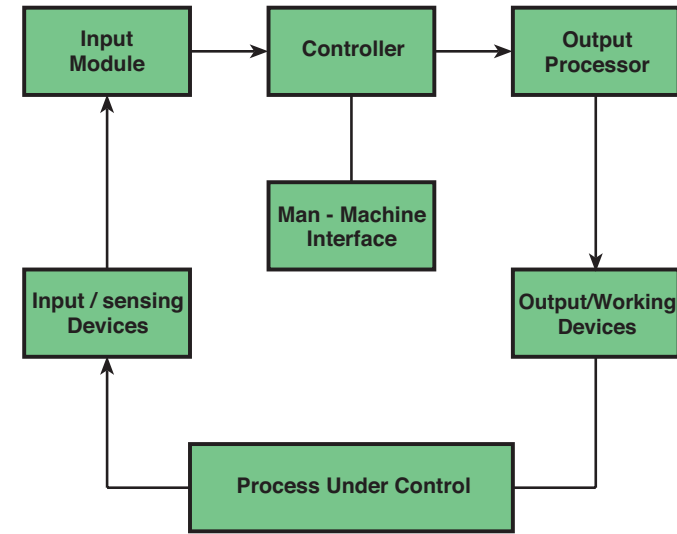 Input
Module
Controller
Output
Processor
Man - Machine
Interface
Input / sensing
Devices
Output/Working
Devices
Process Under Control